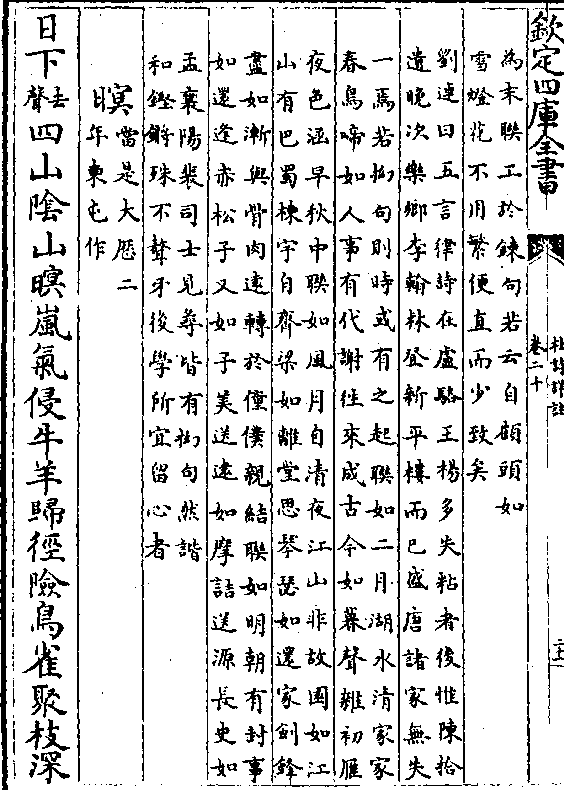 欽定四庫全書
杜詩詳註
卷二十
為末聯工於鍊句若云自顧頭如
雪燈花不用繁便直而少致矣
劉連曰五言律詩在盧駱王楊多失粘者後惟陳拾
遺晚次樂鄉李翰林登新平樓而已盛唐諸家無失
一焉若拗句則時或有之起聯如二月湖水清家家
春鳥啼如人事有代謝徃來成古今如暮聲雜初雁
夜色涵早秋中聯如風月自清夜江山非故園如江
山有巴蜀棟宇自齊梁如離堂思琴瑟如還家劍鋒
盡如漸與骨肉遠轉於僮僕親結聯如明朝有封事
如還逢赤松子又如子美送遠如摩詰送源長史如
孟襄陽裴司士見尋皆有拗句然諧
和鏗鏘殊不聱牙後學所宜留心者
暝當是大厯二
年東屯作
日下去聲四山陰山暝嵐氣侵牛羊歸徑險鳥雀聚枝深